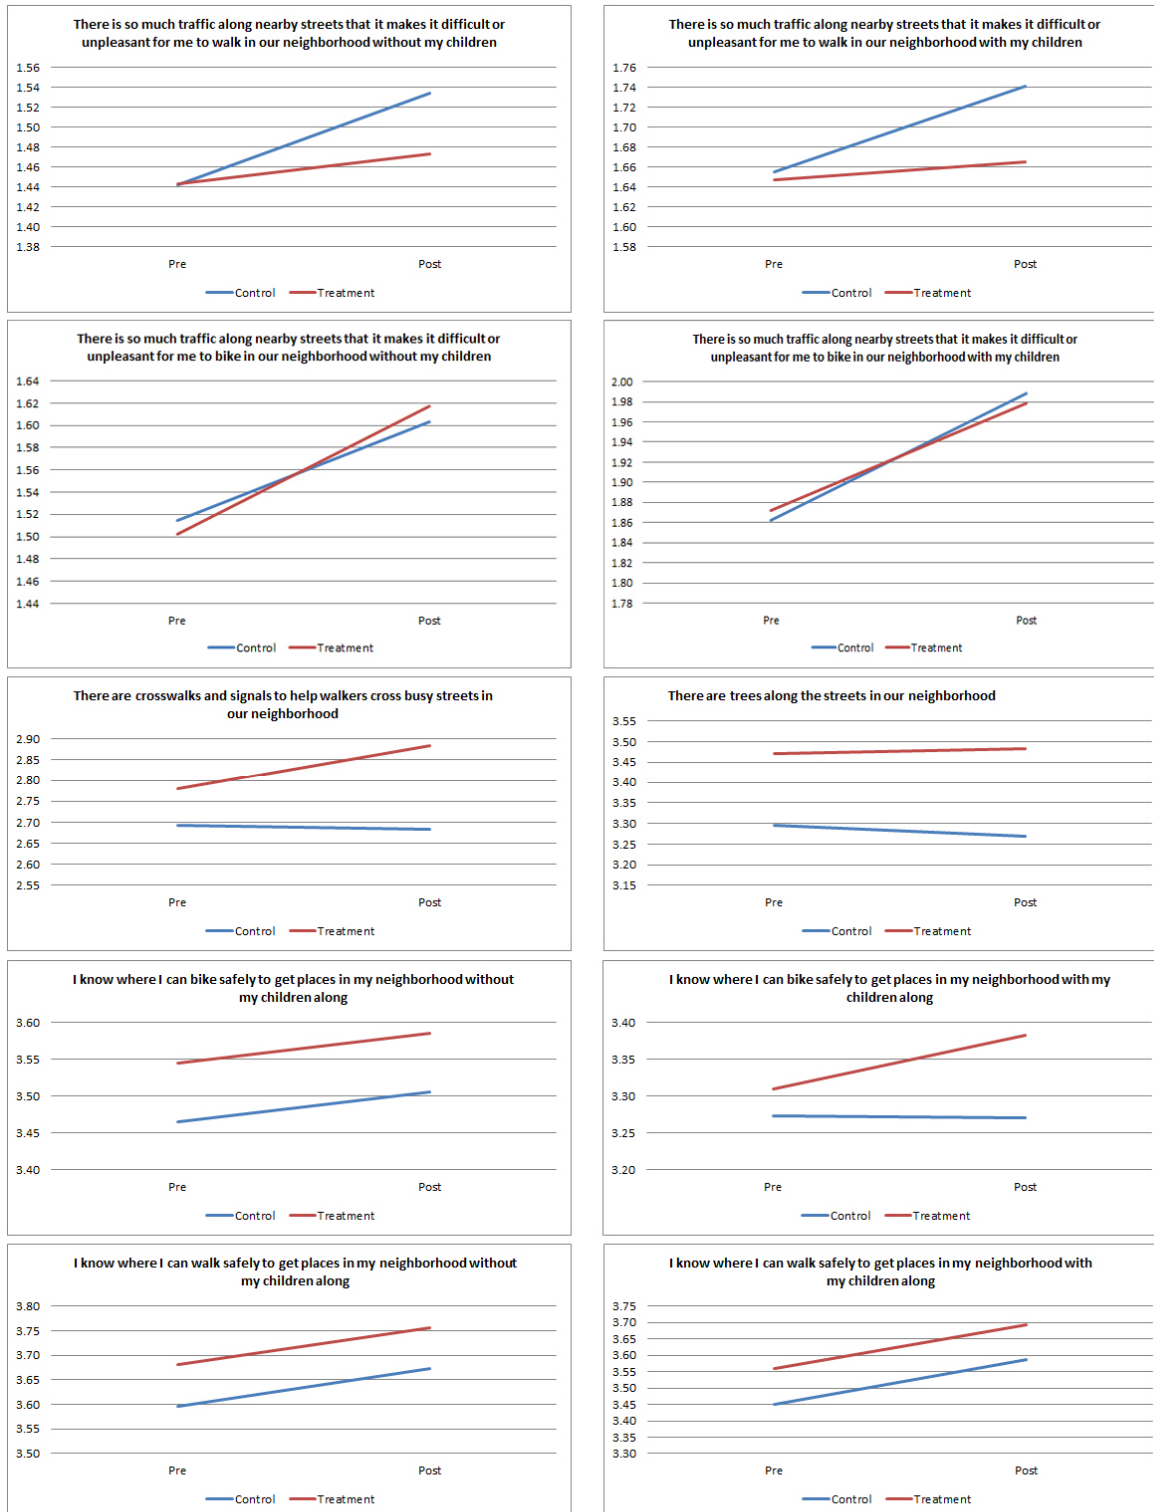 There is so much traffic along nearby streets that it makes it difficult or
unpleasant for me to walk in our neighborhood without my children
1.56
1.54
1.52
1.50
1.48
1.46
1.44
1.42
1.40
1.38
Pre Post
Control Treatment
There is so much traffic along nearby streets that it makes it difficult or
unpleasant for me to walk in our neighborhood with my children
1.76
1.74
1.72
1.70
1.68
1.66
1.64
1.62
1.60
1.58
Pre Post
Control Treatment
There is so much traffic along nearby streets that it makes it difficult or
unpleasant for me to bike in our neighborhood without my children
1.64
1.62
1.60
1.58
1.56
1.54
1.52
1.50
1.48
1.46
1.44
Pre Post
Control Treatment
There is so much traffic along nearby streets that it makes it difficult or
unpleasant for me to bike in our neighborhood with my children
2.00
1.98
1.96
1.94
1.92
1.90
1.88
1.86
1.84
1.82
1.80
1.78
Pre Post
Control Treatment
There are crosswalks and signals to help walkers cross busy streets in
our neighborhood
2.90
2.85
2.80
2.75
2.70
2.65
2.60
2.55
Pre Post
Control Treatment
There are trees along the streets in our neighborhood
3.55
3.50
3.45
3.40
3.35
3.30
3.25
3.20
3.15
Pre Post
Control Treatment
I know where I can bike safely to get places in my neighborhood without
my children along
3.60
3.55
3.50
3.45
3.40
Pre Post
Control Treatment
I know where I can bike safely to get places in my neighborhood with my
children along
3.40
3.35
3.30
3.25
3.20
Pre Post
Control Treatment
I know where I can walk safely to get places in my neighborhood without
my children along
3.80
3.75
3.70
3.65
3.60
3.55
3.50
Pre Post
Control Treatment
I know where I can walk safely to get places in my neighborhood with
my children along
3.75
3.70
3.65
3.60
3.55
3.50
3.45
3.40
3.35
3.30
Pre Post
Control Treatment